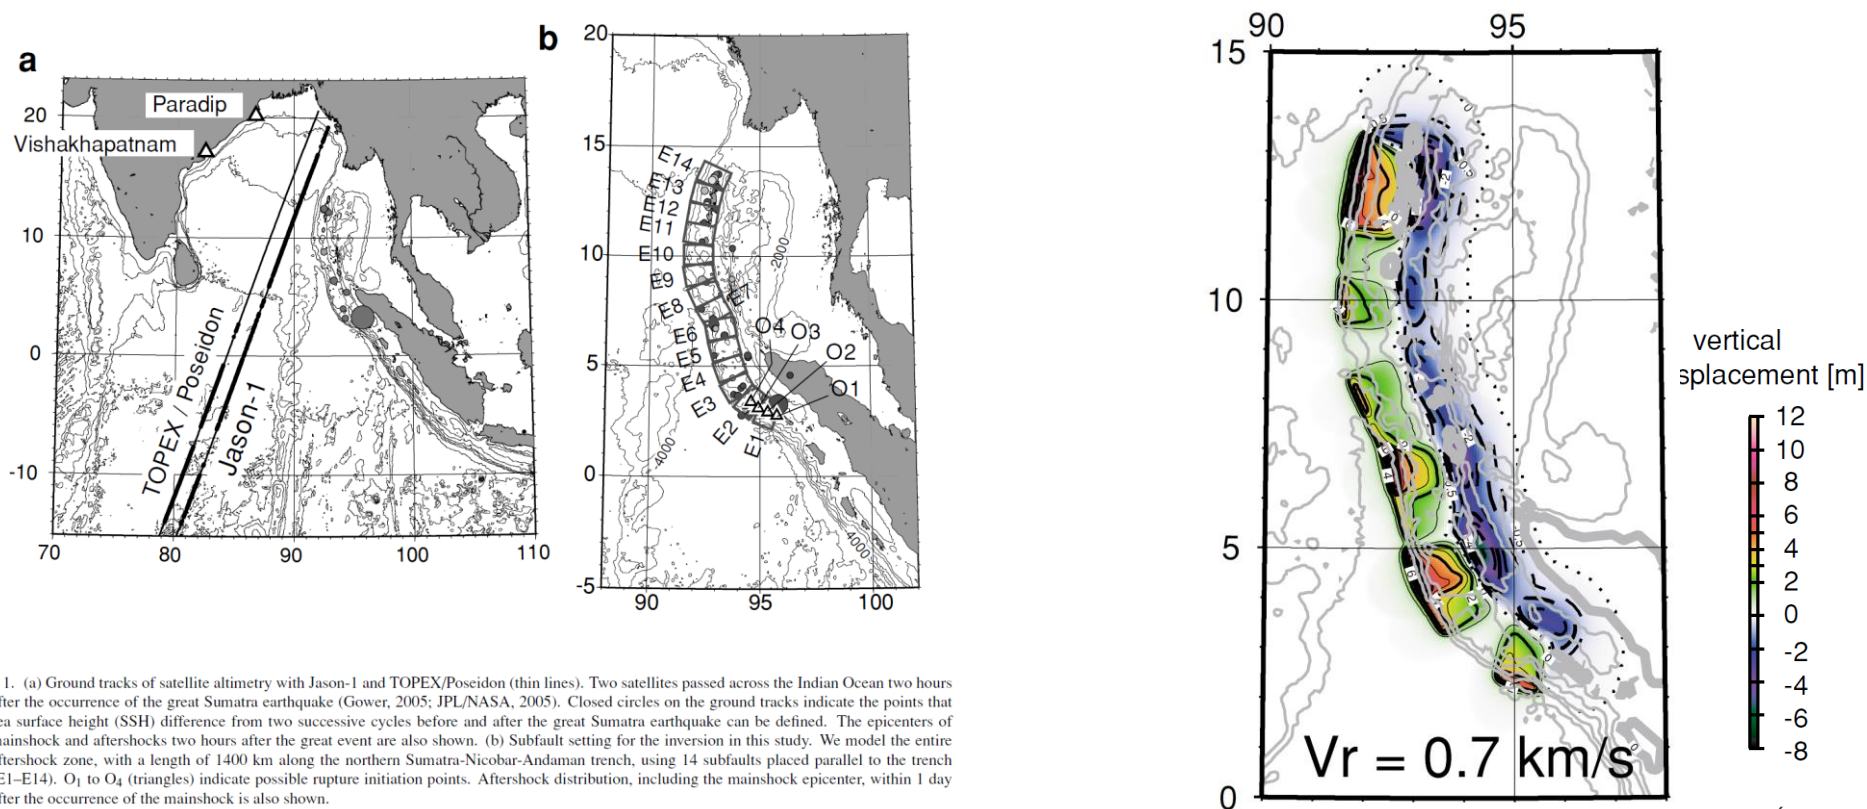 a
Paradip
Vishakhapatnam
20
10
0
-10
70
80
90
100
110
TOPEX / Poseidon
Jason-1
b
20
15
10
5
0
-5
90
95
100
E14
E13
E12
E11
E10
E9
E8
E7
E6
E5
E4
E3
E2
E1
O4 O3
O2
O1
2000
4000
4000
90
95
15
10
5
0
Vr = 0.7 km/s
vertical
splacement [m]
12
10
8
6
4
2
0
-2
-4
-6
-8
1. (a) Ground tracks of satellite altimetry with Jason-1 and TOPEX/Poseidon (thin lines). Two satellites passed across the Indian Ocean two hours
fter the occurrence of the great Sumatra earthquake (Gower, 2005; JPL/NASA, 2005). Closed circles on the ground tracks indicate the points that
ea surface height (SSH) difference from two successive cycles before and after the great Sumatra earthquake can be defined. The epicenters of
ainshock and aftershocks two hours after the great event are also shown. (b) Subfault setting for the inversion in this study. We model the entire
ftershock zone, with a length of 1400 km along the northern Sumatra-Nicobar-Andaman trench, using 14 subfaults placed parallel to the trench
E1–E14). O1 to O4 (triangles) indicate possible rupture initiation points. Aftershock distribution, including the mainshock epicenter, within 1 day
fter the occurrence of the mainshock is also shown.